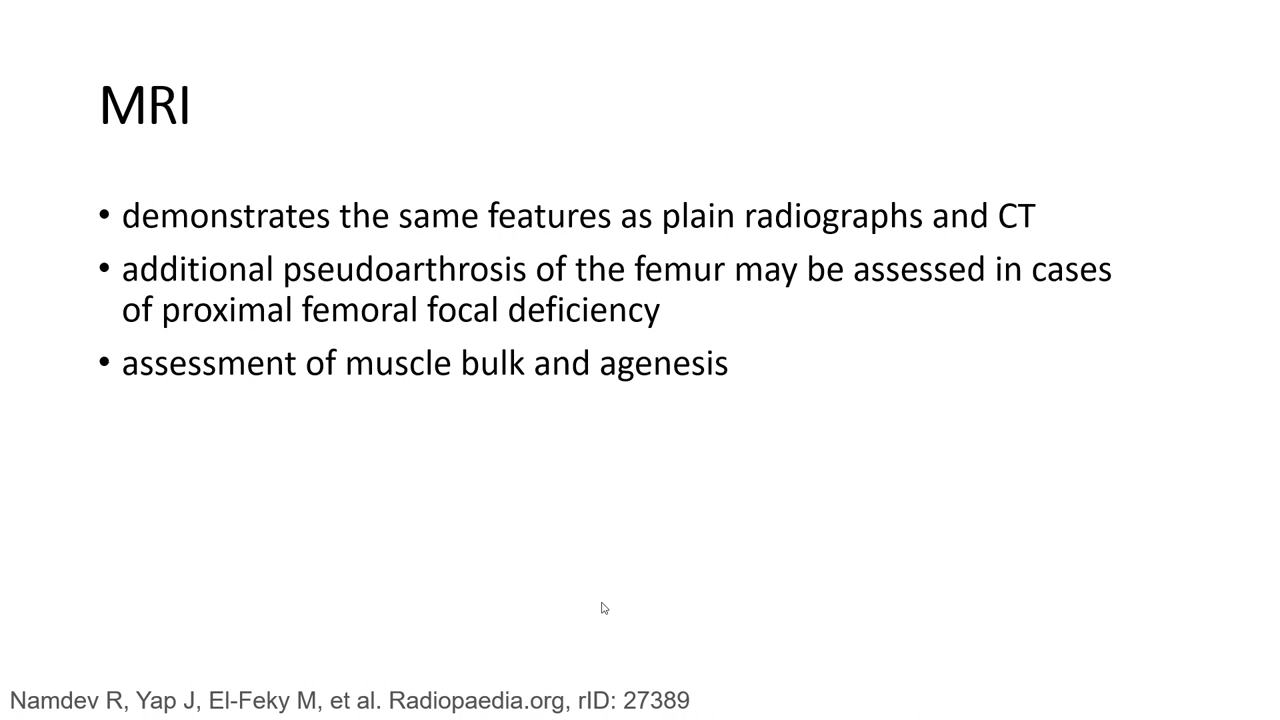 MRI
• demonstrates the same features as plain radiographs and CT
• additional pseudoarthrosis of the femur may be assessed in cases
of proximal femoral focal deficiency
• assessment of muscle bulk and agenesis
Namdev R, Yap J, El-Feky M, et al. Radiopaedia.org, rID: 27389